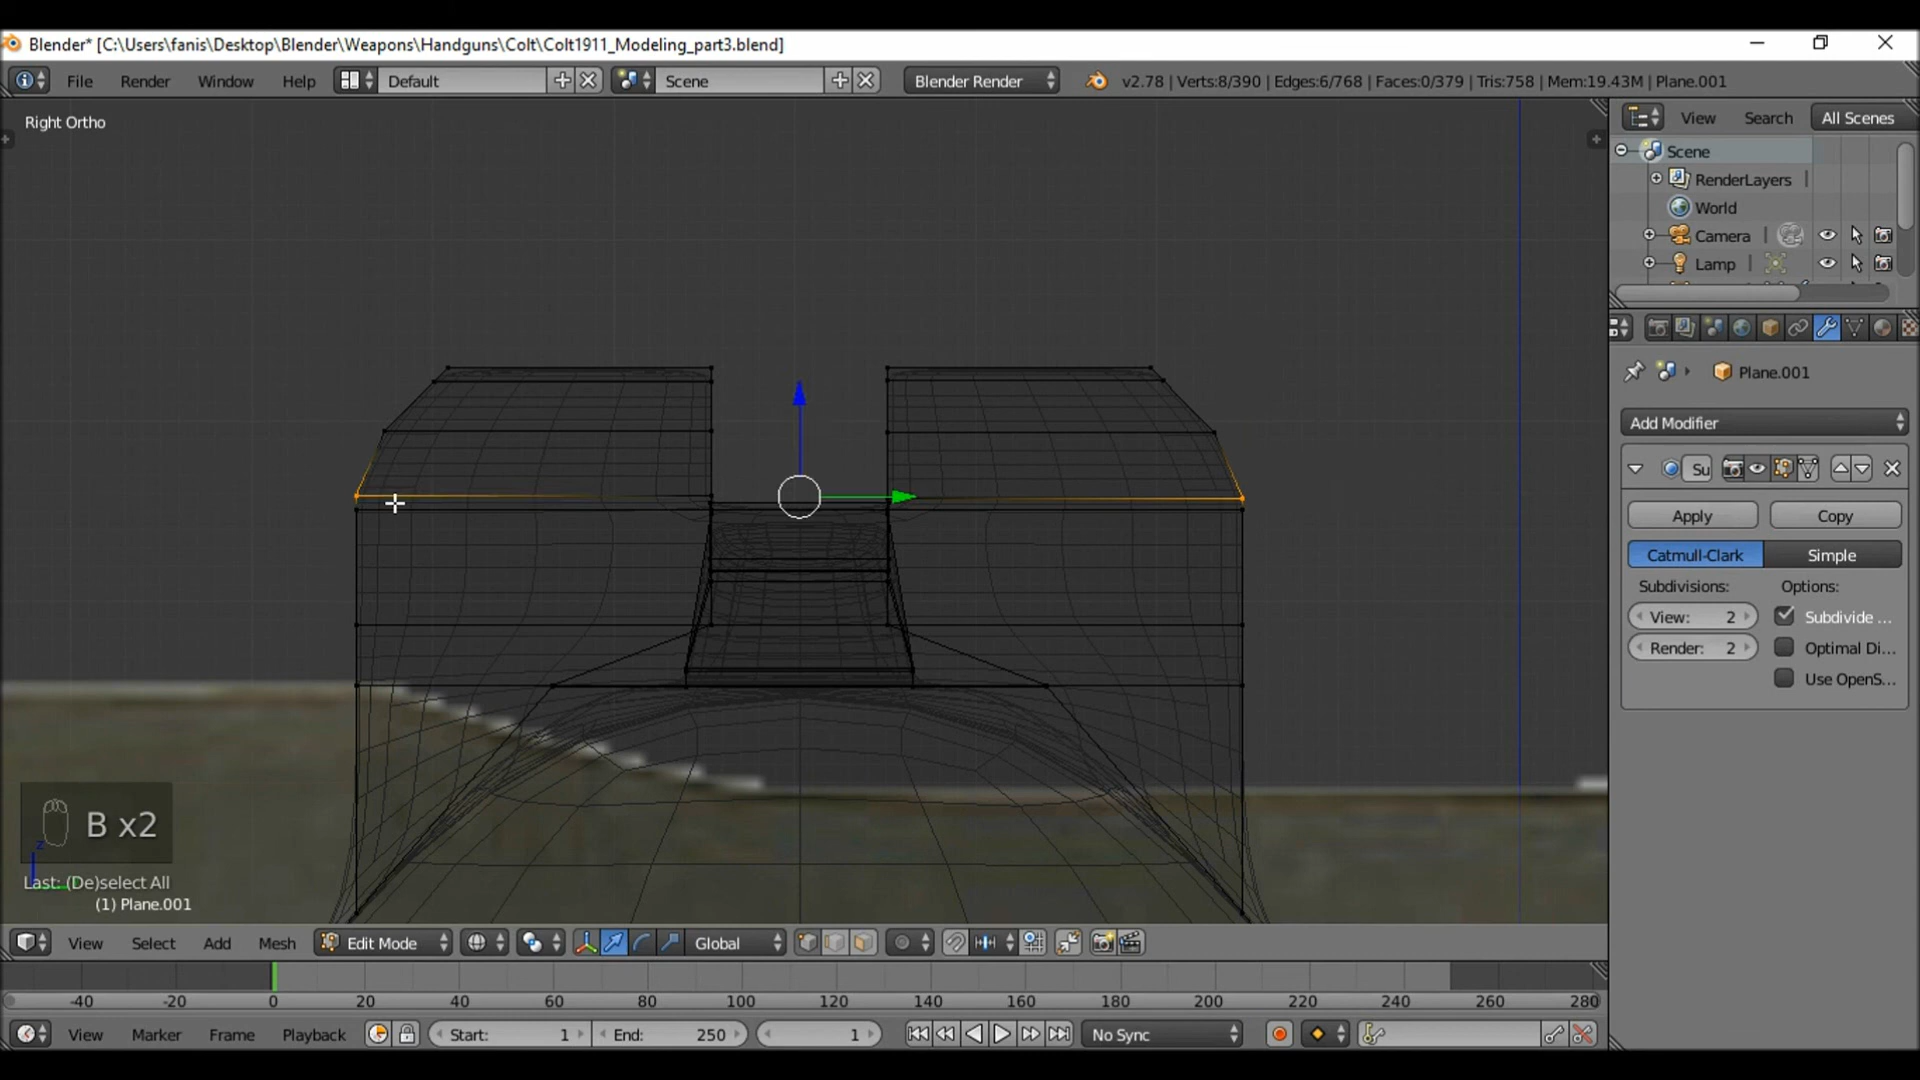 Blender* [C:\Users\fanis\Desktop\Blender\Weapons\Handguns\Colt\Colt1911_Modeling_part3.blend]
File Render Window Help Default Scene Blender Render v2.78 | Verts:8/390 | Edges:6/768 | Faces:0/379 | Tris:758 | Mem:19.43M | Plane.001
Right Ortho
View Search All Scenes
Scene
RenderLayers
World
Camera
Lamp
Plane.001
Add Modifier
Su
Apply Copy
Catmull-Clark Simple
Subdivisions: Options:
View: 2 Subdivide ...
Render: 2 Optimal Di...
Use OpenS...
B x2
z
Last: (De)select All
(1) Plane.001
View Select Add Mesh Edit Mode Global
-40 -20 0 20 40 60 80 100 120 140 160 180 200 220 240 260 280
View Marker Frame Playback Start: 1 End: 250 1 No Sync